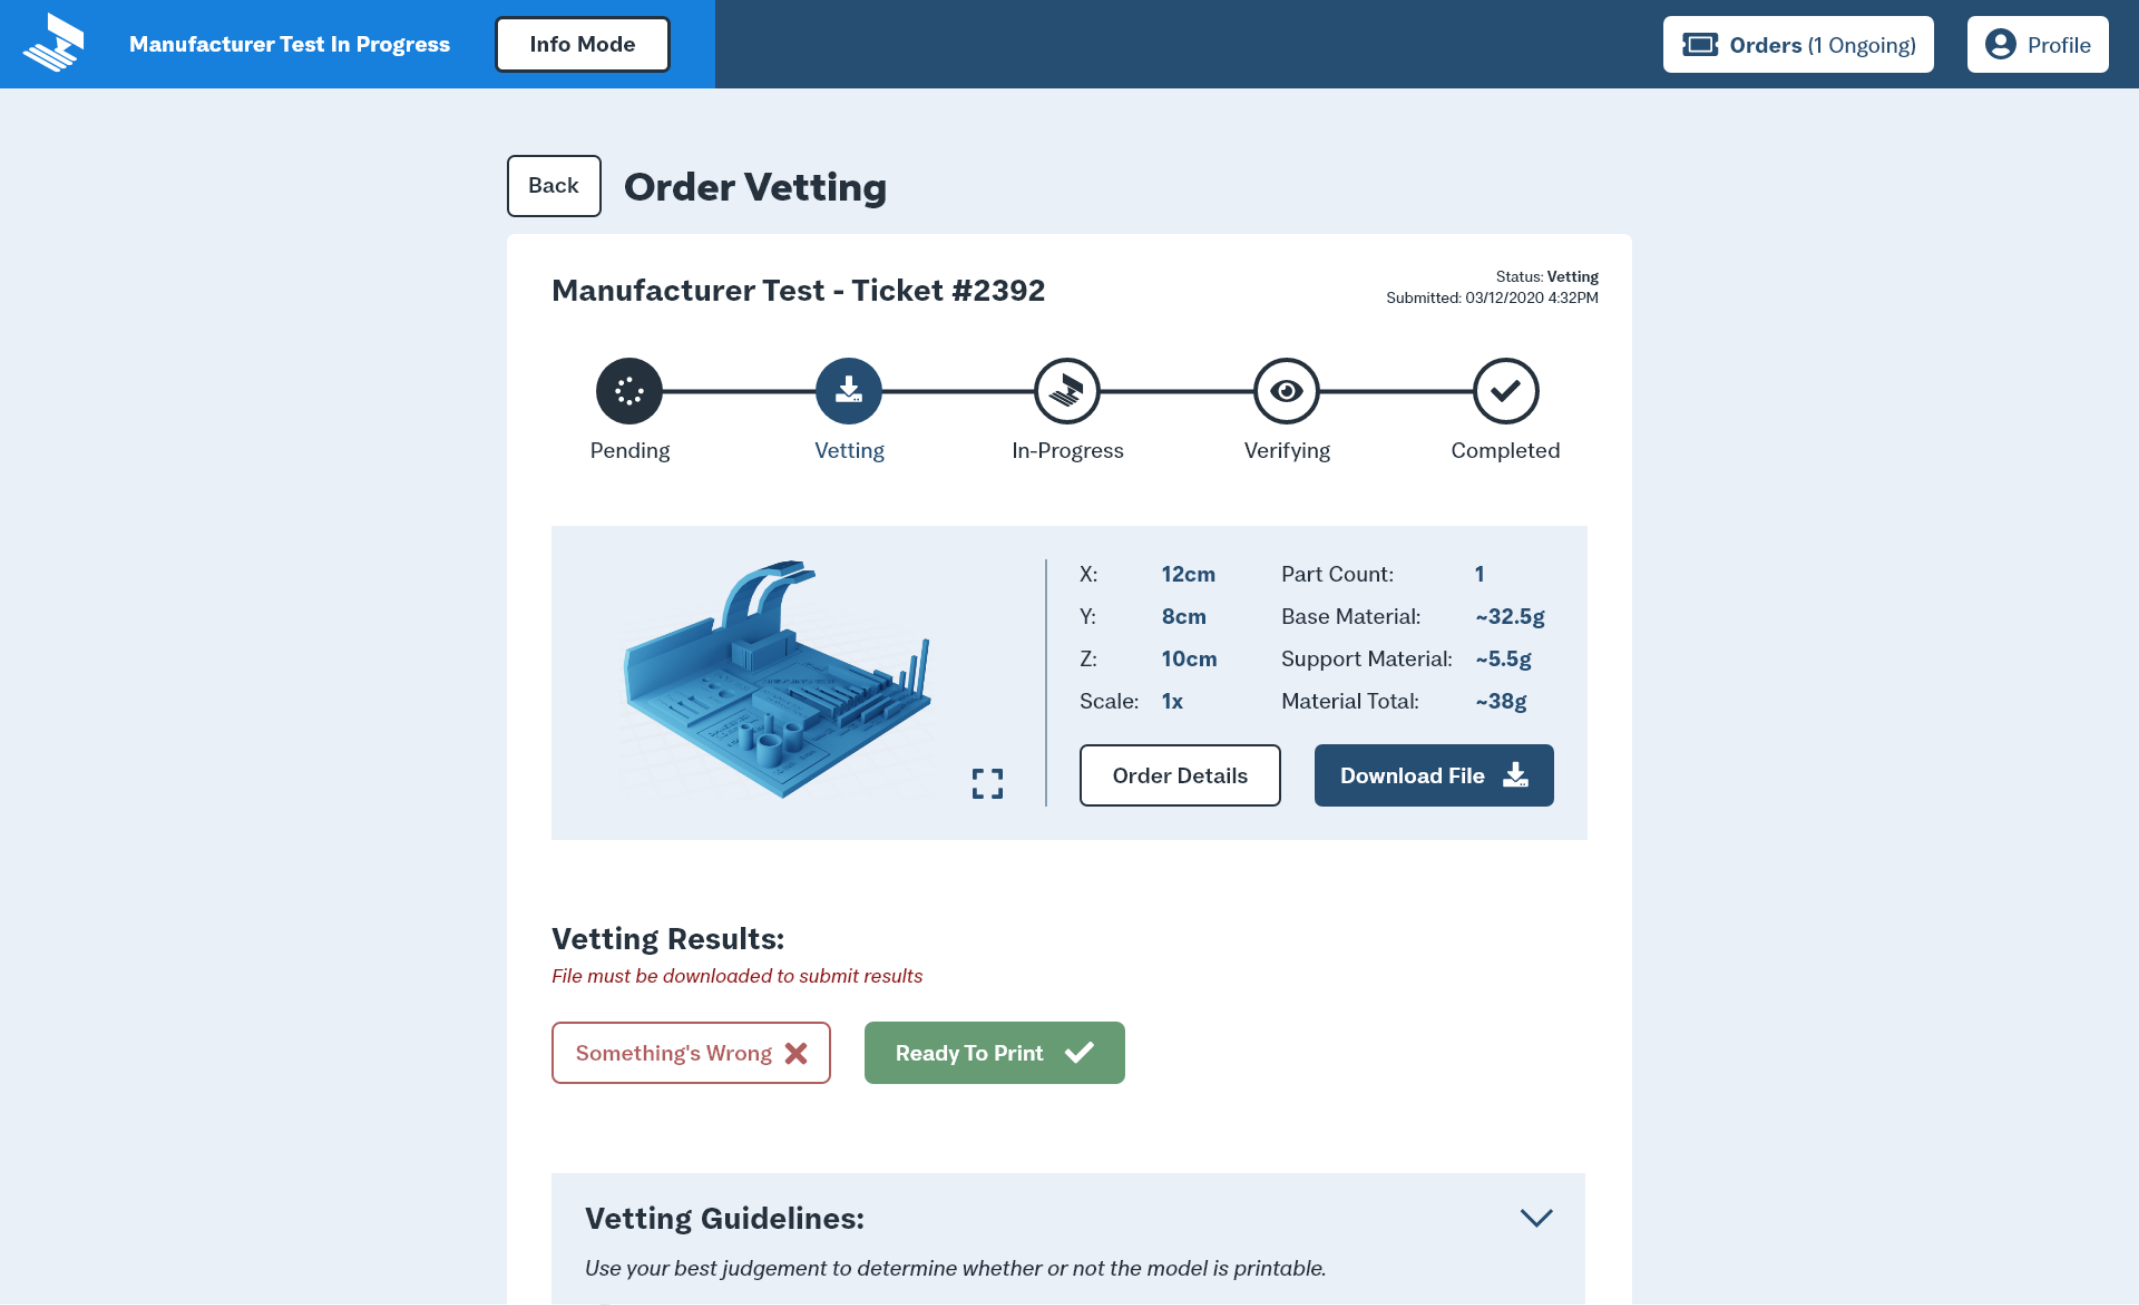 Manufacturer Test In Progress
Info Mode
Orders (1 Ongoing)
Profile
Back
Order Vetting
Manufacturer Test - Ticket #2392
Status: Vetting
Submitted: 03/12/2020 4:32PM
Pending
Vetting
In-Progress
Verifying
Completed
X: 12cm
Part Count: 1
Y: 8cm
Base Material: ~32.5g
Z: 10cm
Support Material: ~5.5g
Scale: 1x
Material Total: ~38g
Order Details
Download File
Vetting Results:
File must be downloaded to submit results
Something's Wrong
Ready To Print
Vetting Guidelines:
Use your best judgement to determine whether or not the model is printable.